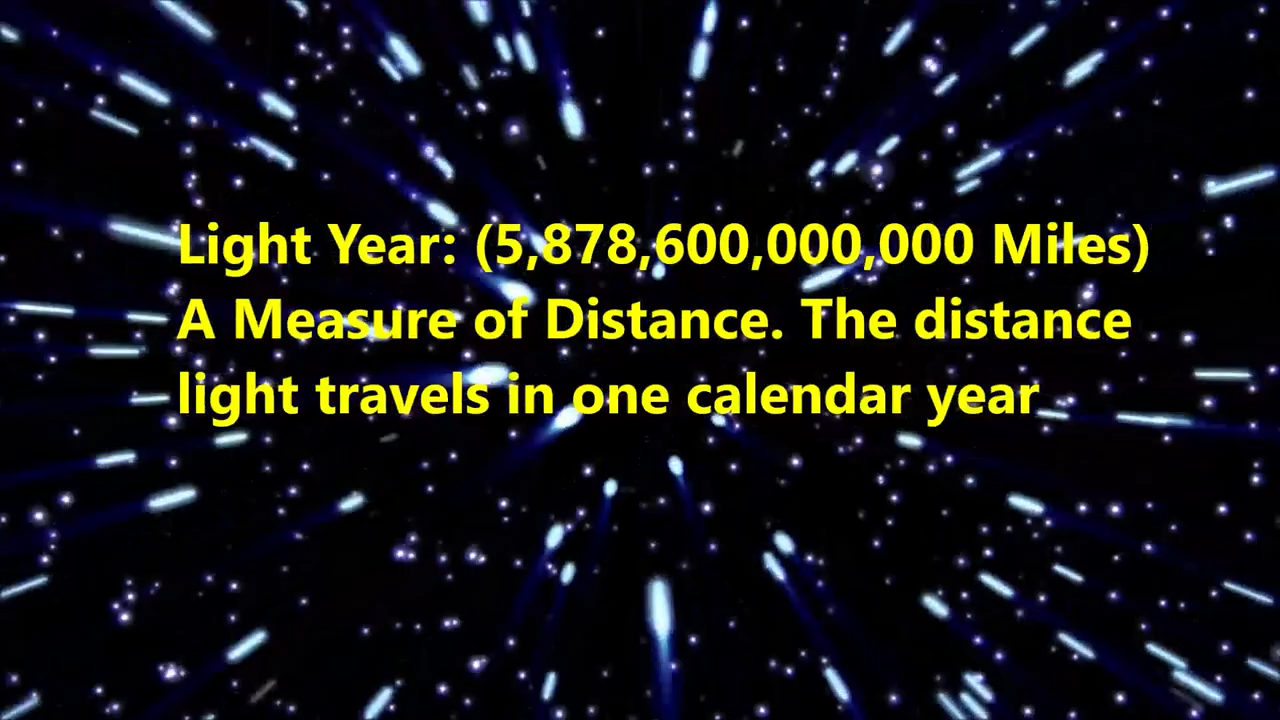 Light Year: (5,878,600,000,000 Miles)
A Measure of Distance. The distance
light travels in one calendar year